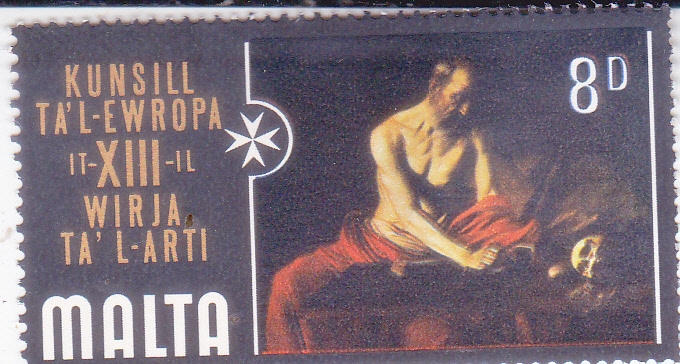 KUNSILL
TA'L-EWROPA
IT-XIII-IL
WIRJA
TA' L-ARTI
MALTA
8D